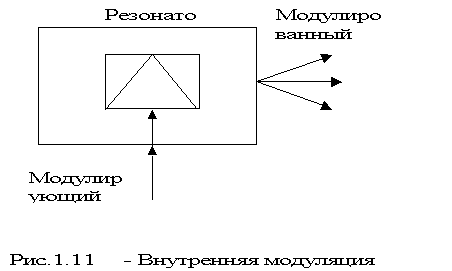 Резонато
Модулиро
ванный
Модулир
ующий
Рис.1.11 - Внутренняя модуляция